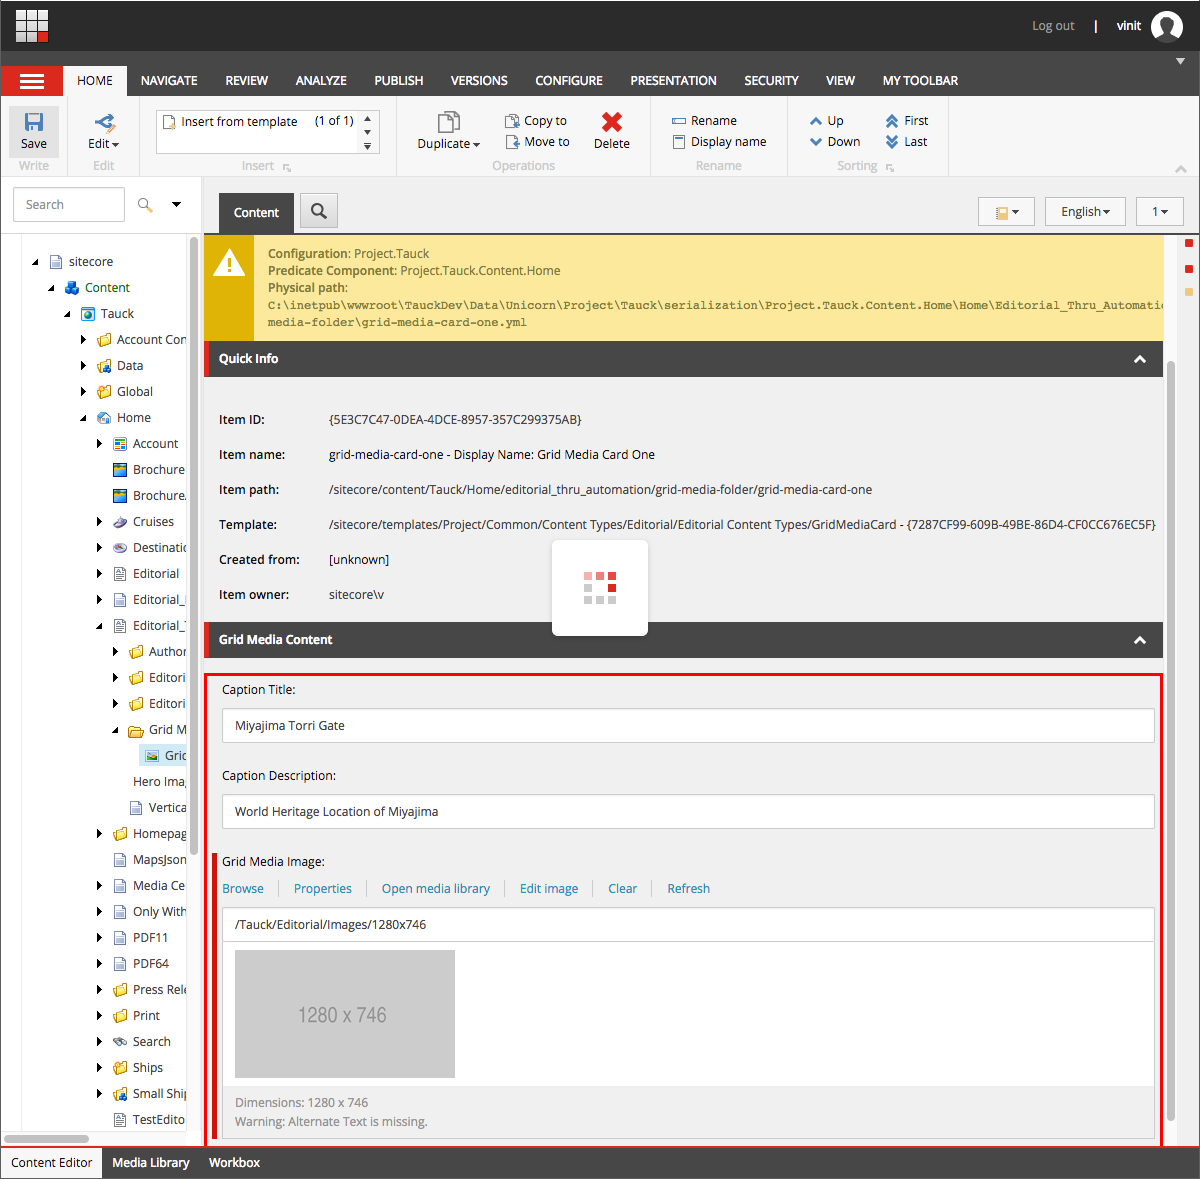 Log out | vinit
HOME NAVIGATE REVIEW ANALYZE PUBLISH VERSIONS CONFIGURE PRESENTATION SECURITY VIEW MY TOOLBAR
Save
Write
Edit
Edit
Insert from template (1 of 1)
Insert
Duplicate
Copy to
Move to
Delete
Operations
Rename
Display name
Rename
Up
Down
First
Last
Sorting
Search
sitecore
Content
Tauck
Account Con
Data
Global
Home
Account
Brochure
Brochure
Cruises
Destinatio
Editorial
Editorial_
Editorial_
Author
Editori
Editori
Grid M
Grid
Hero Ima
Vertica
Homepag
MapsJson
Media Ce
Only With
PDF11
PDF64
Press Rele
Print
Search
Ships
Small Ship
TestEdito
Content
English
1
Configuration: Project.Tauck
Predicate Component: Project.Tauck.Content.Home
Physical path:
C:\inetpub\wwwroot\TauckDev\Data\Unicorn\Project\Tauck\serialization\Project.Tauck.Content.Home\Home\Editorial_Thru_Automatio
media-folder\grid-media-card-one.yml
Quick Info
Item ID: {5E3C7C47-0DEA-4DCE-8957-357C299375AB}
Item name: grid-media-card-one - Display Name: Grid Media Card One
Item path: /sitecore/content/Tauck/Home/editorial_thru_automation/grid-media-folder/grid-media-card-one
Template: /sitecore/templates/Project/Common/Content Types/Editorial/Editorial Content Types/GridMediaCard - {7287CF99-609B-49BE-86D4-CF0CC676EC5F}
Created from: [unknown]
Item owner: sitecore\v
Grid Media Content
Caption Title:
Miyajima Torri Gate
Caption Description:
World Heritage Location of Miyajima
Grid Media Image:
Browse Properties Open media library Edit image Clear Refresh
/Tauck/Editorial/Images/1280x746
1280 x 746
Dimensions: 1280 x 746
Warning: Alternate Text is missing.
Content Editor Media Library Workbox